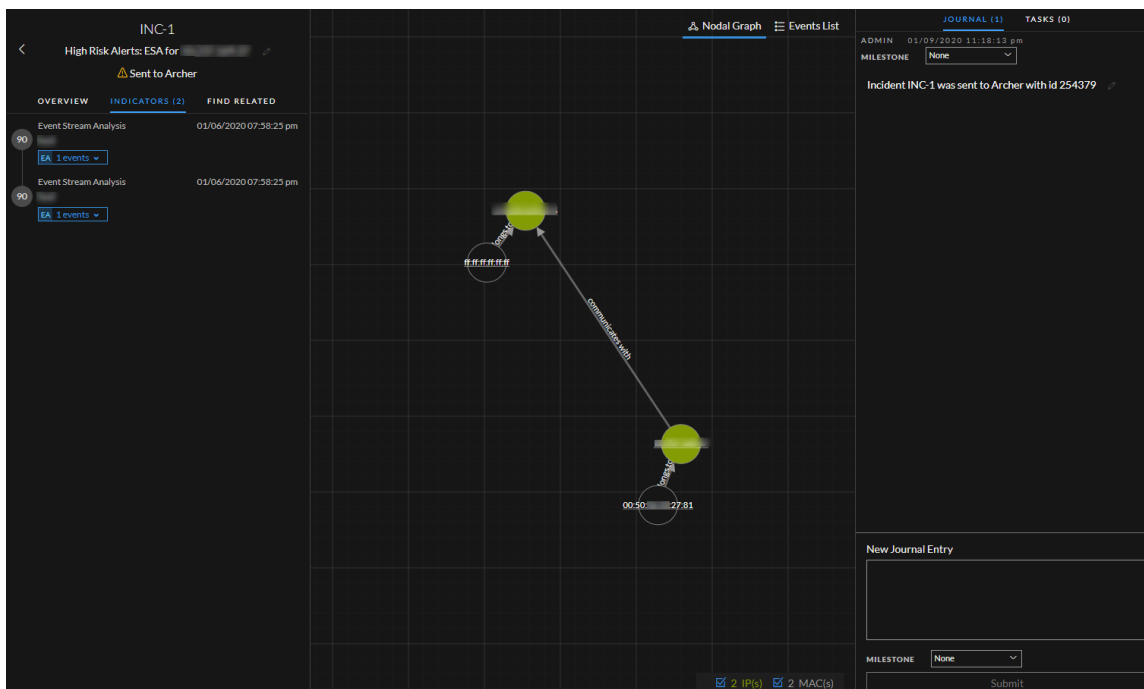 INC-1
High Risk Alerts: ESA for
Sent to Archer
OVERVIEW INDICATORS (2) FIND RELATED
Event Stream Analysis 01/06/2020 07:58:25 pm
90
EA 1 events
Event Stream Analysis 01/06/2020 07:58:25 pm
90
EA 1 events
Nodal Graph Events List
ff:ff:ff:ff:ff:ff
communicates with
00:50: :27:81
2 IP(s) 2 MAC(s)
JOURNAL (1) TASKS (0)
ADMIN 01/09/2020 11:18:13 pm
MILESTONE None
Incident INC-1 was sent to Archer with id 254379
New Journal Entry
MILESTONE None
Submit